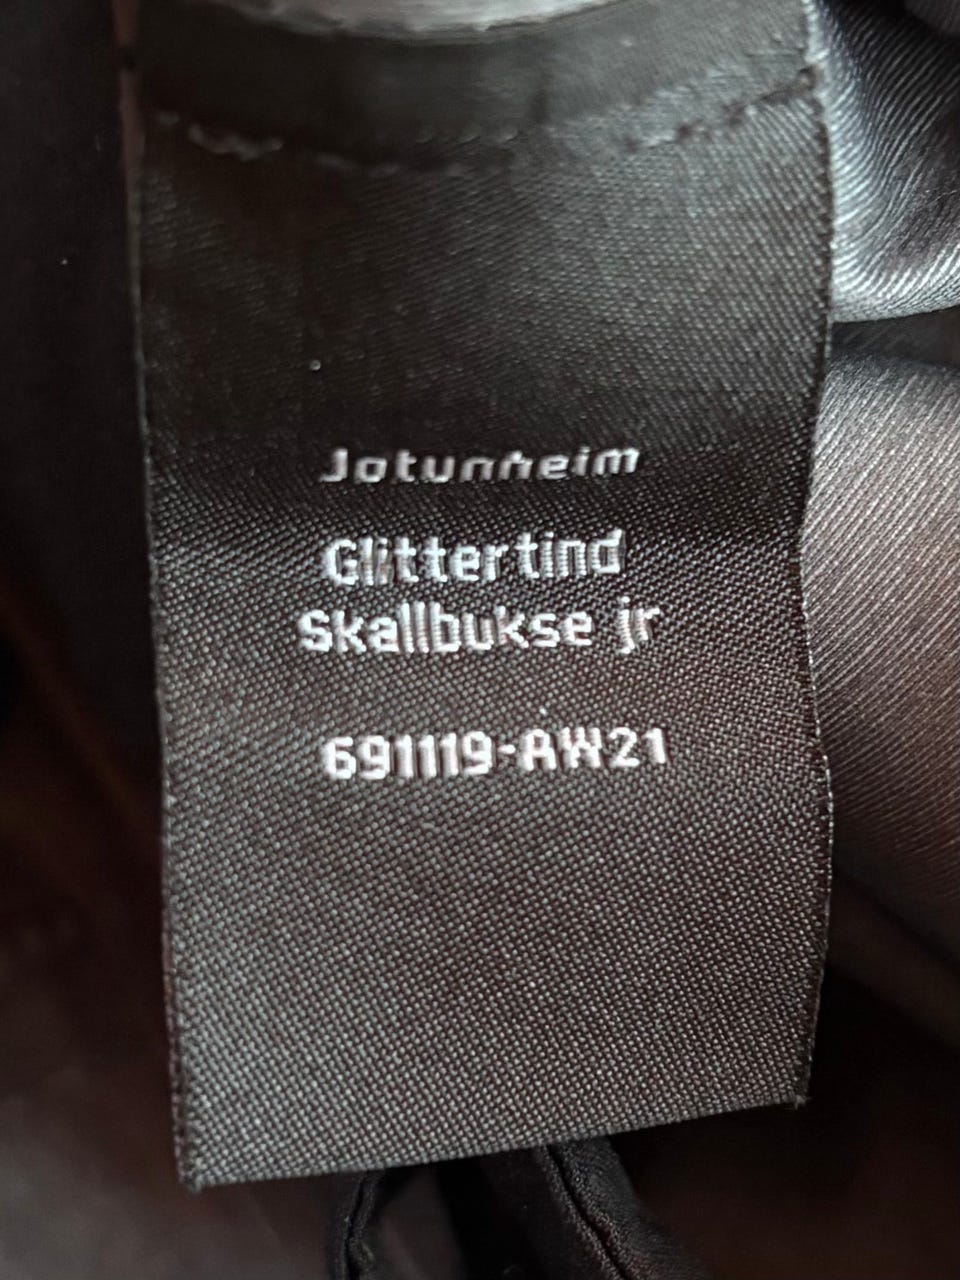 Jotunheim
Glittertind
Skallbukse jr
691119-AW21